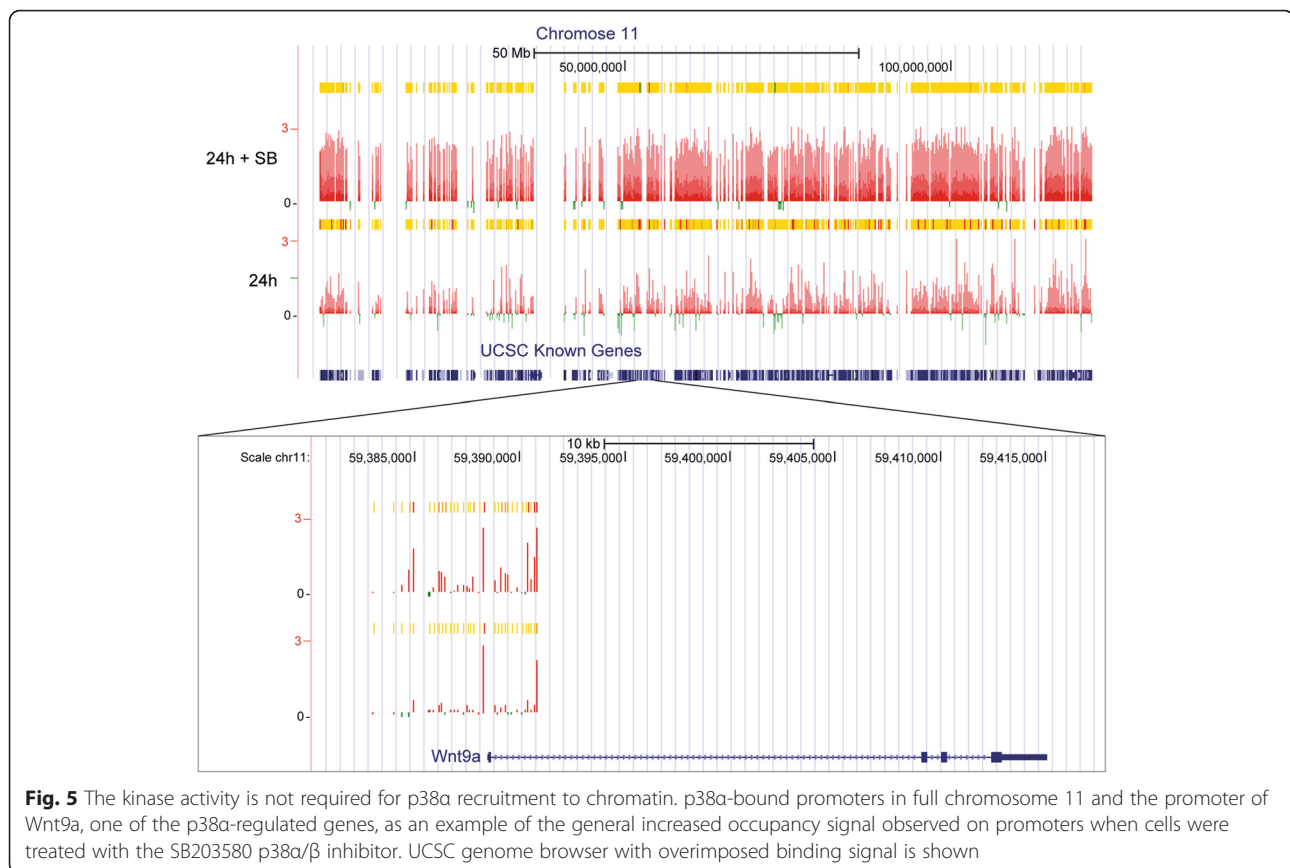 Chromose 11
50 Mb
50,000,000 100,000,000
3
24h + SB
0
3
24h
0
UCSC Known Genes
10 kb
Scale chr11: 59,385,000 59,390,000 59,395,000 59,400,000 59,405,000 59,410,000 59,415,000
3
0
3
0
Wnt9a
Fig. 5 The kinase activity is not required for p38α recruitment to chromatin. p38α-bound promoters in full chromosome 11 and the promoter of
Wnt9a, one of the p38α-regulated genes, as an example of the general increased occupancy signal observed on promoters when cells were
treated with the SB203580 p38α/β inhibitor. UCSC genome browser with overimposed binding signal is shown